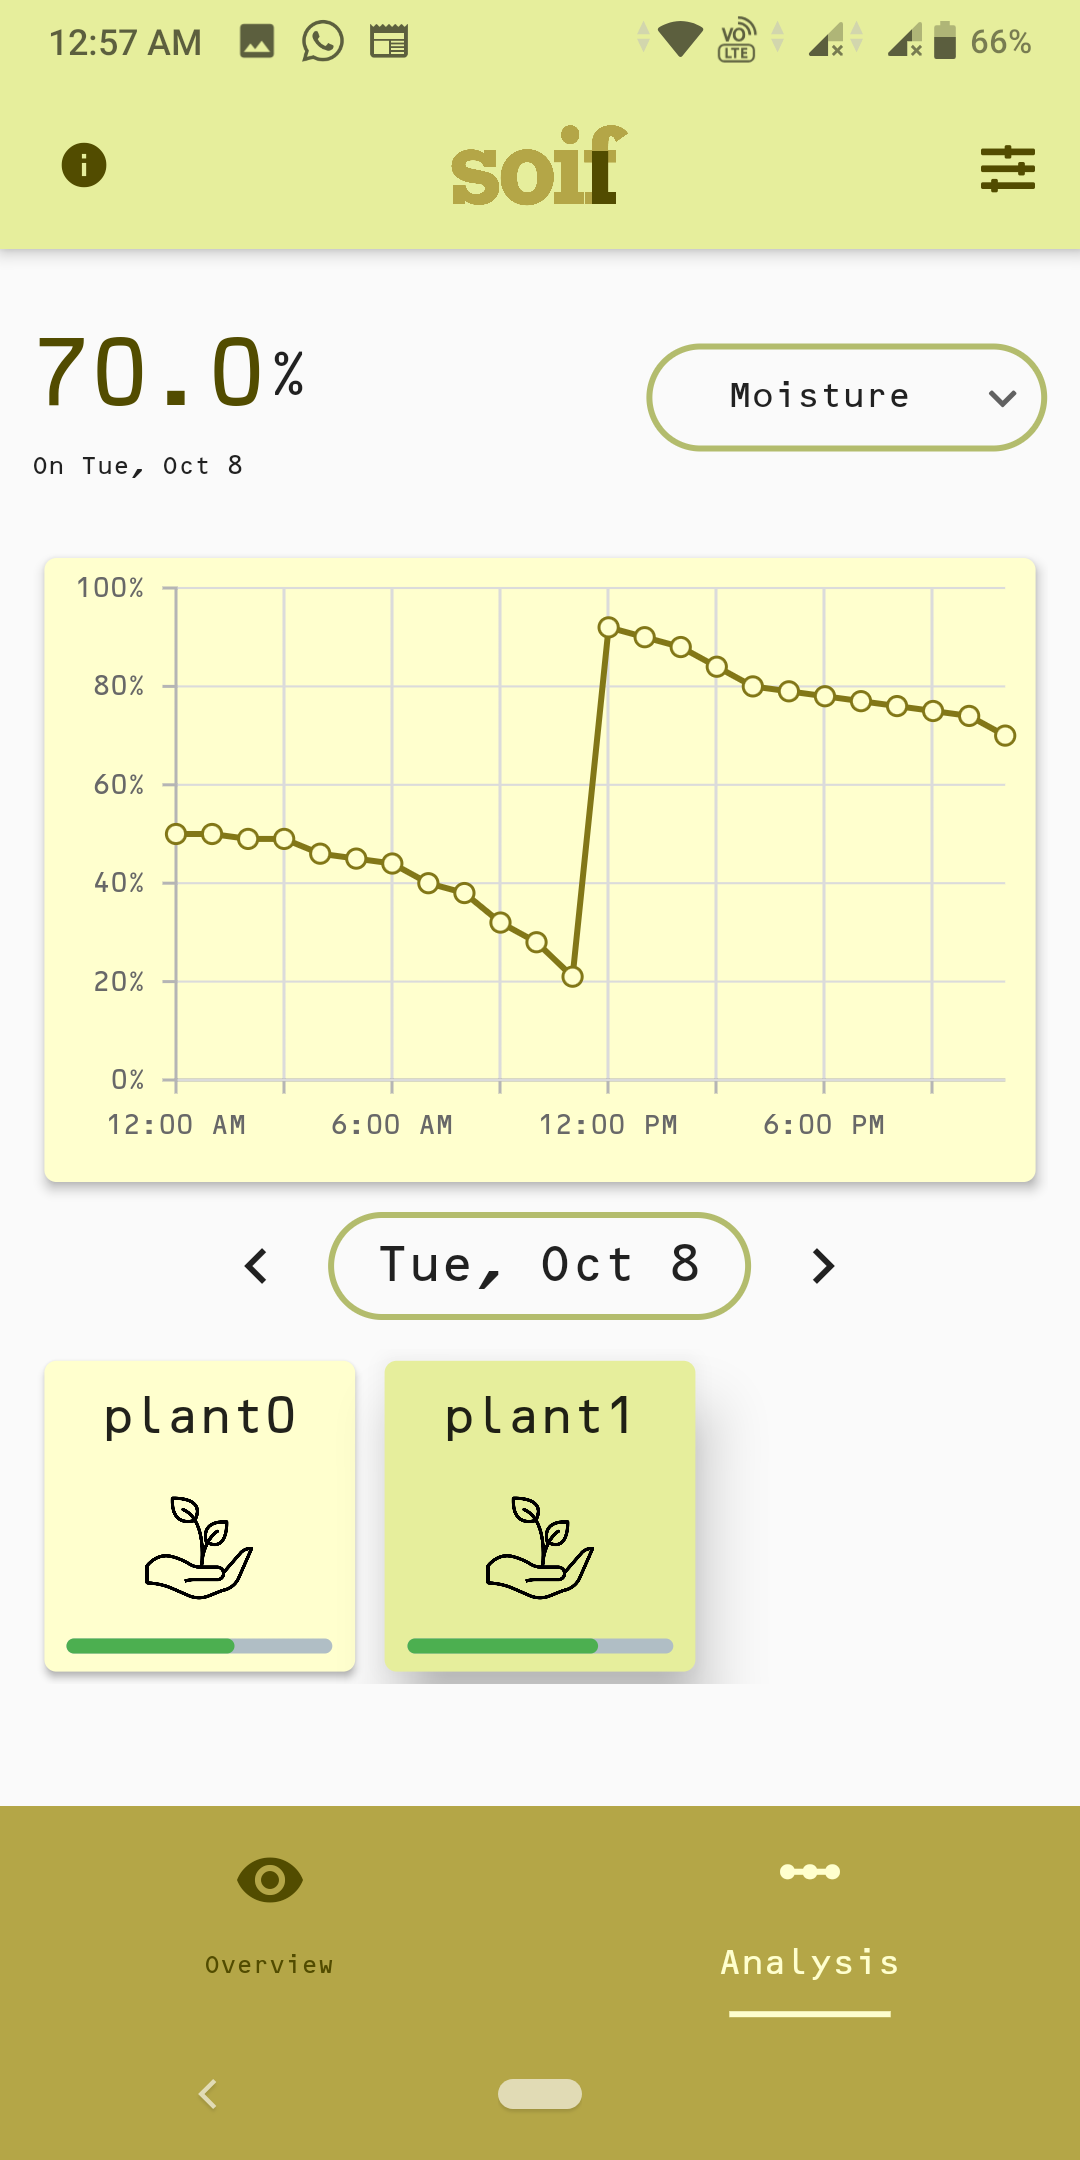 12:57 AM VO LTE 66%
soif
70.0%
Moisture
On Tue, Oct 8
100%
80%
60%
40%
20%
0%
12:00 AM 6:00 AM 12:00 PM 6:00 PM
Tue, Oct 8
plant0 plant1
Overview Analysis